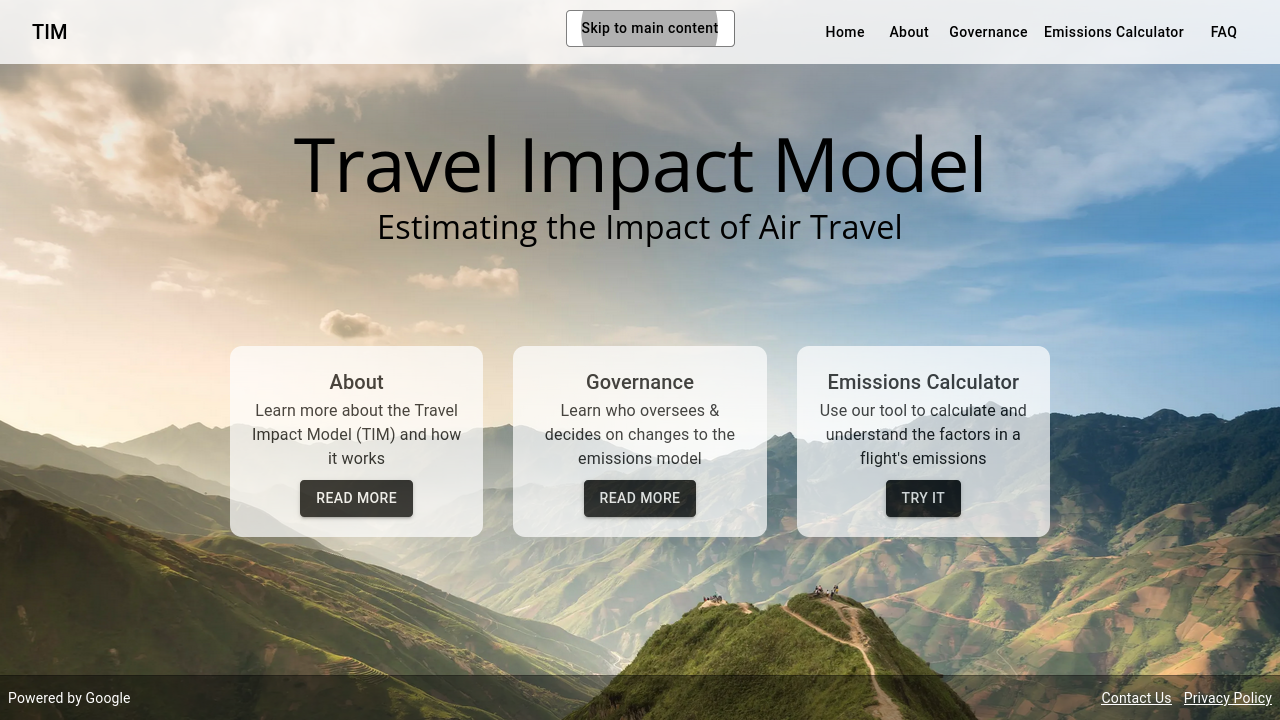 TIM
Skip to main content
Home
About
Governance
Emissions Calculator
FAQ
Travel Impact Model
Estimating the Impact of Air Travel
About
Learn more about the Travel
Impact Model (TIM) and how
it works
READ MORE
Governance
Learn who oversees &
decides on changes to the
emissions model
READ MORE
Emissions Calculator
Use our tool to calculate and
understand the factors in a
flight's emissions
TRY IT
Powered by Google
Contact Us
Privacy Policy